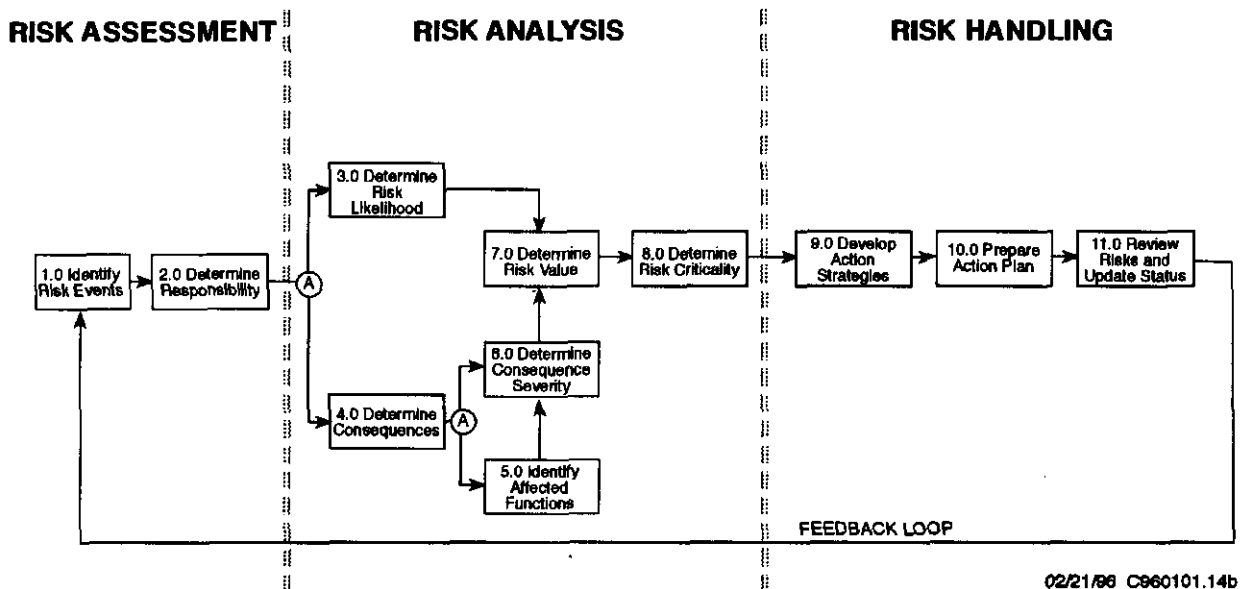 RISK ASSESSMENT
RISK ANALYSIS
RISK HANDLING
1.0 Identify
Risk Events
2.0 Determine
Responsibility
A
3.0 Determine
Risk
Likelihood
4.0 Determine
Consequences
A
5.0 Identify
Affected
Functions
6.0 Determine
Consequence
Severity
7.0 Determine
Risk Value
8.0 Determine
Risk Criticality
9.0 Develop
Action
Strategies
10.0 Prepare
Action Plan
11.0 Review
Risks and
Update Status
FEEDBACK LOOP
02/21/96 C960101.14b